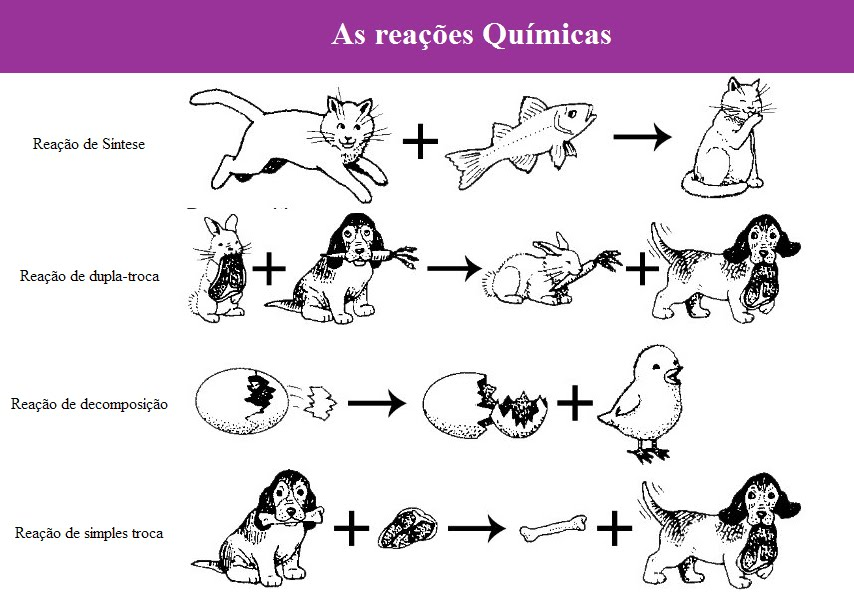 As reações Químicas
Reação de Síntese
Reação de dupla-troca
Reação de decomposição
Reação de simples troca